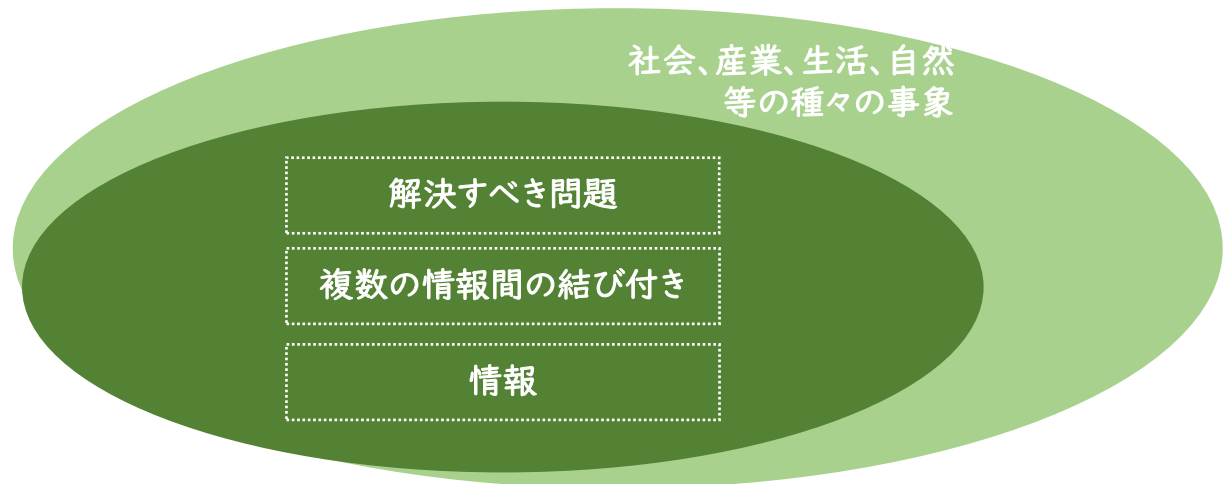 社会、産業、生活、自然
等の種々の事象
解決すべき問題
複数の情報間の結び付き
情報